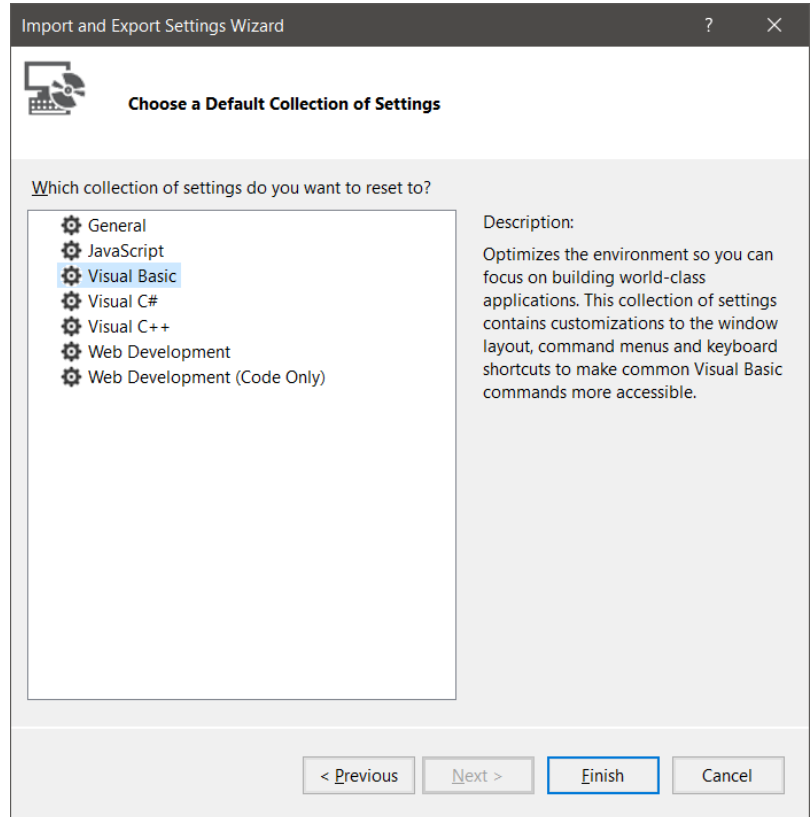 Import and Export Settings Wizard
?
Choose a Default Collection of Settings
Which collection of settings do you want to reset to?
General
JavaScript
Visual Basic
Visual C#
Visual C++
Web Development
Web Development (Code Only)
Description:
Optimizes the environment so you can
focus on building world-class
applications. This collection of settings
contains customizations to the window
layout, command menus and keyboard
shortcuts to make common Visual Basic
commands more accessible.
< Previous
Next >
Finish
Cancel